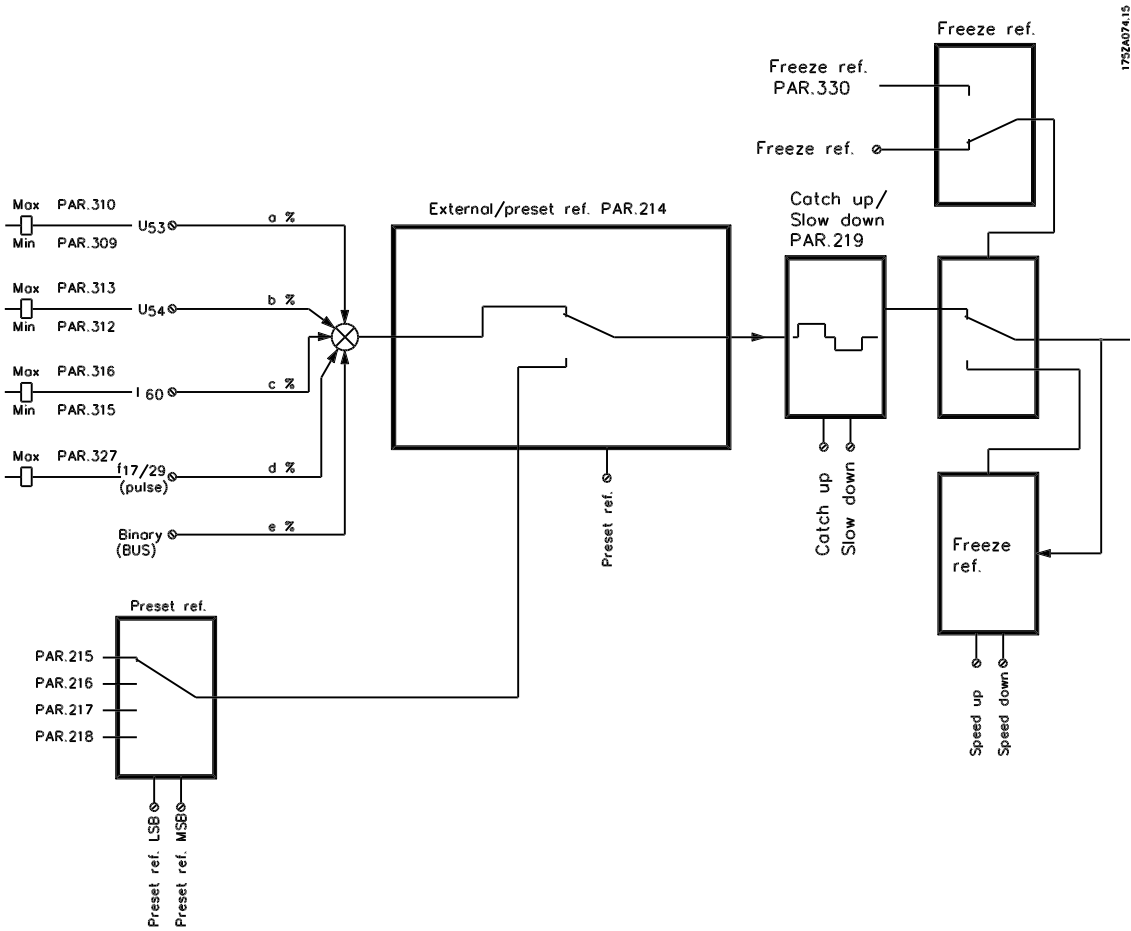 175ZA074.15
Freeze ref.
Freeze ref.
PAR.330
Freeze ref.
Max PAR.310
U53
Min PAR.309
a %
External/preset ref. PAR.214
Catch up/
Slow down
PAR.219
Max PAR.313
U54
Min PAR.312
b %
Max PAR.316
I 60
Min PAR.315
c %
Max PAR.327
f17/29
(pulse)
d %
Binary
(BUS)
e %
Preset ref.
Catch up
Slow down
Freeze
ref.
Speed up
Speed down
Preset ref.
PAR.215
PAR.216
PAR.217
PAR.218
Preset ref. LSB
Preset ref. MSB